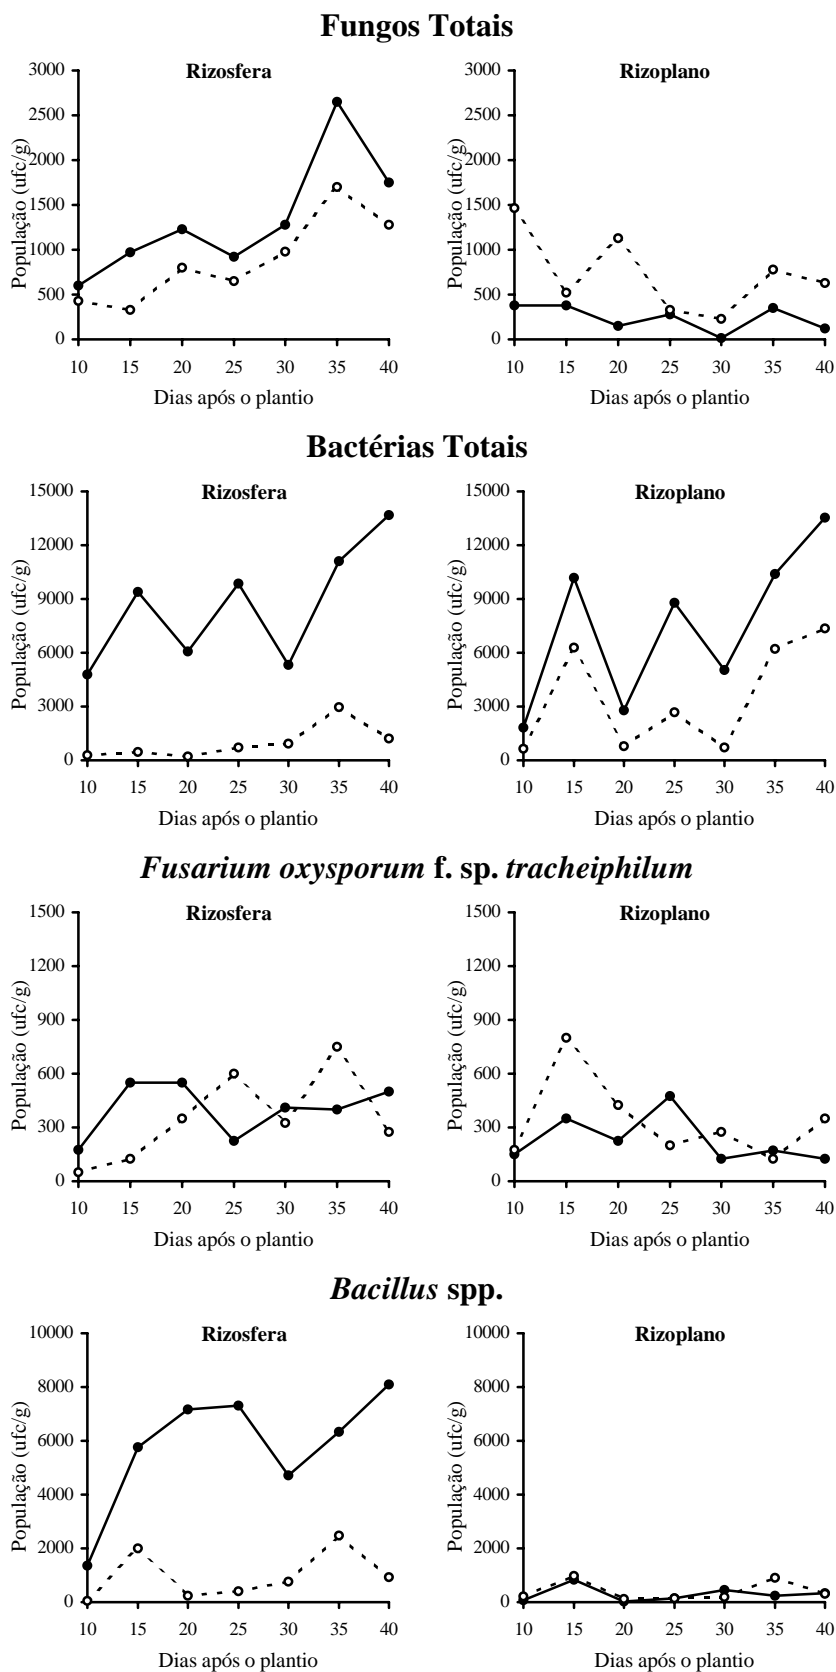 Fungos Totais
Rizosfera
3000
2500
2000
1500
1000
500
0
População (ufc/g)
10 15 20 25 30 35 40
Dias após o plantio
Rizoplano
3000
2500
2000
1500
1000
500
0
População (ufc/g)
10 15 20 25 30 35 40
Dias após o plantio
Bactérias Totais
Rizosfera
15000
12000
9000
6000
3000
0
População (ufc/g)
10 15 20 25 30 35 40
Dias após o plantio
Rizoplano
15000
12000
9000
6000
3000
0
População (ufc/g)
10 15 20 25 30 35 40
Dias após o plantio
Fusarium oxysporum f. sp. tracheiphilum
Rizosfera
1500
1200
900
600
300
0
População (ufc/g)
10 15 20 25 30 35 40
Dias após o plantio
Rizoplano
1500
1200
900
600
300
0
População (ufc/g)
10 15 20 25 30 35 40
Dias após o plantio
Bacillus spp.
Rizosfera
10000
8000
6000
4000
2000
0
População (ufc/g)
10 15 20 25 30 35 40
Dias após o plantio
Rizoplano
10000
8000
6000
4000
2000
0
População (ufc/g)
10 15 20 25 30 35 40
Dias após o plantio